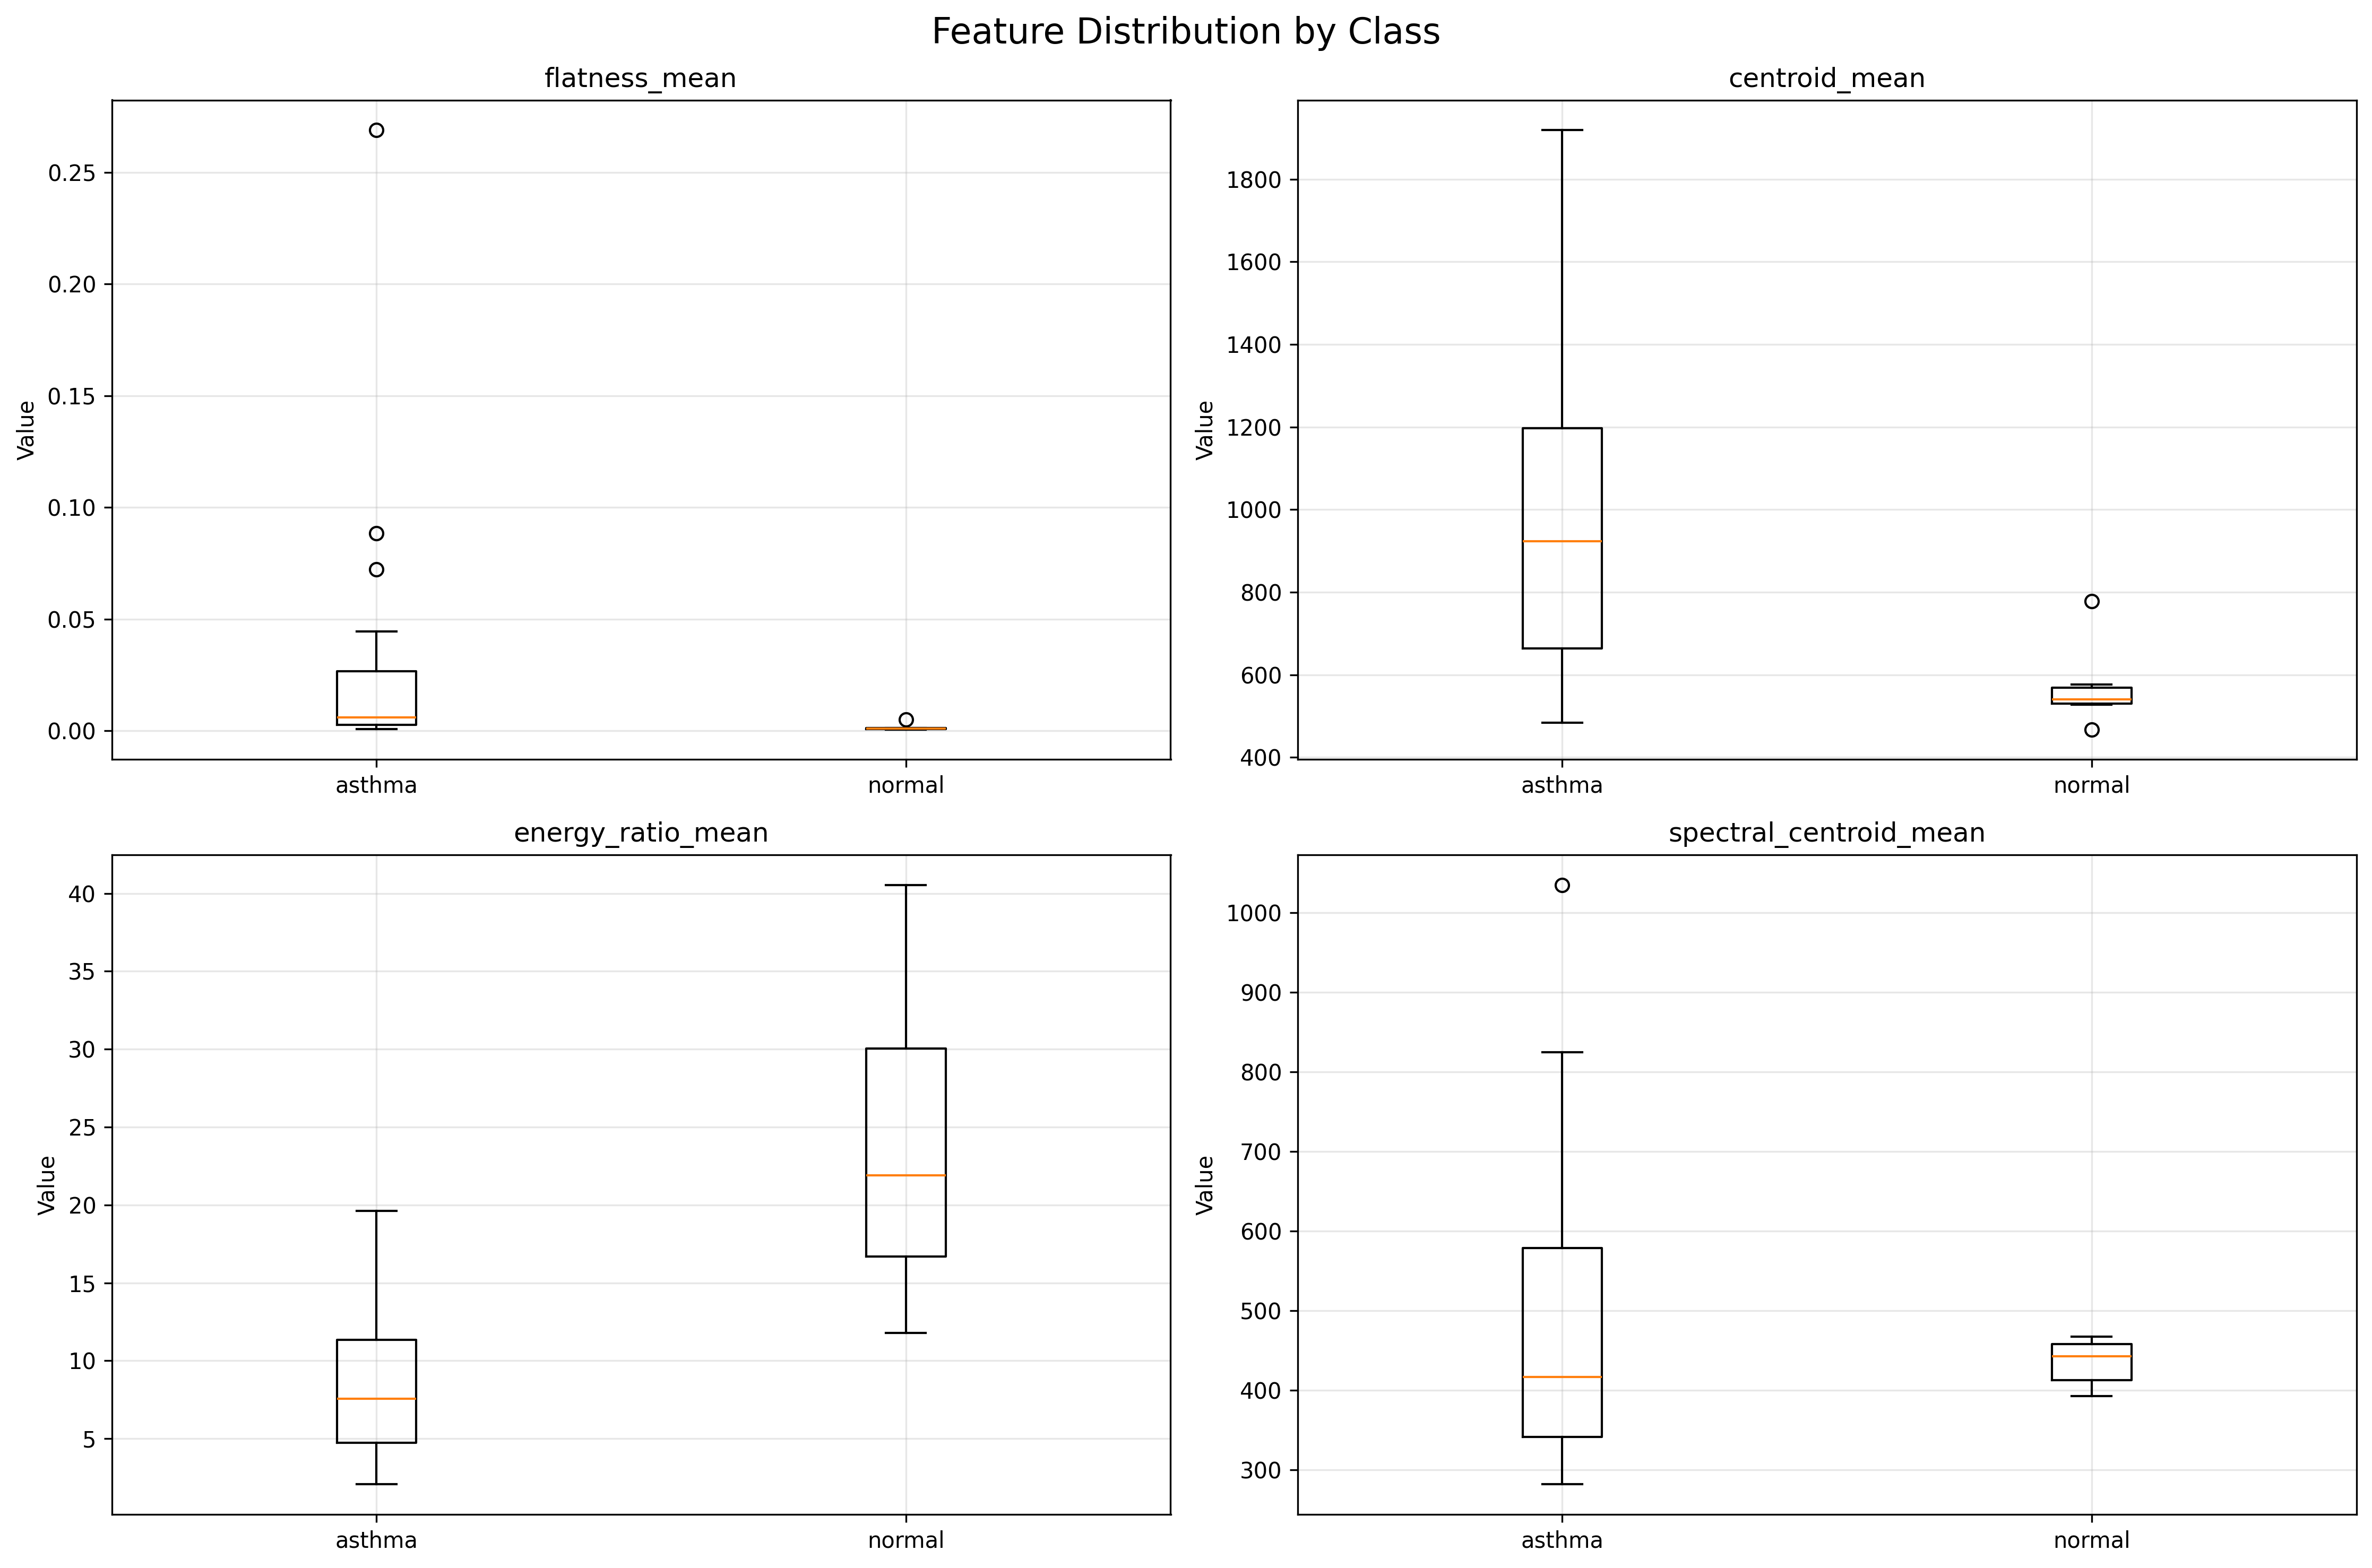 Feature Distribution by Class
flatness_mean
Value
0.25
0.20
0.15
0.10
0.05
0.00
asthma
normal
centroid_mean
Value
1800
1600
1400
1200
1000
800
600
400
asthma
normal
energy_ratio_mean
Value
40
35
30
25
20
15
10
5
asthma
normal
spectral_centroid_mean
Value
1000
900
800
700
600
500
400
300
asthma
normal